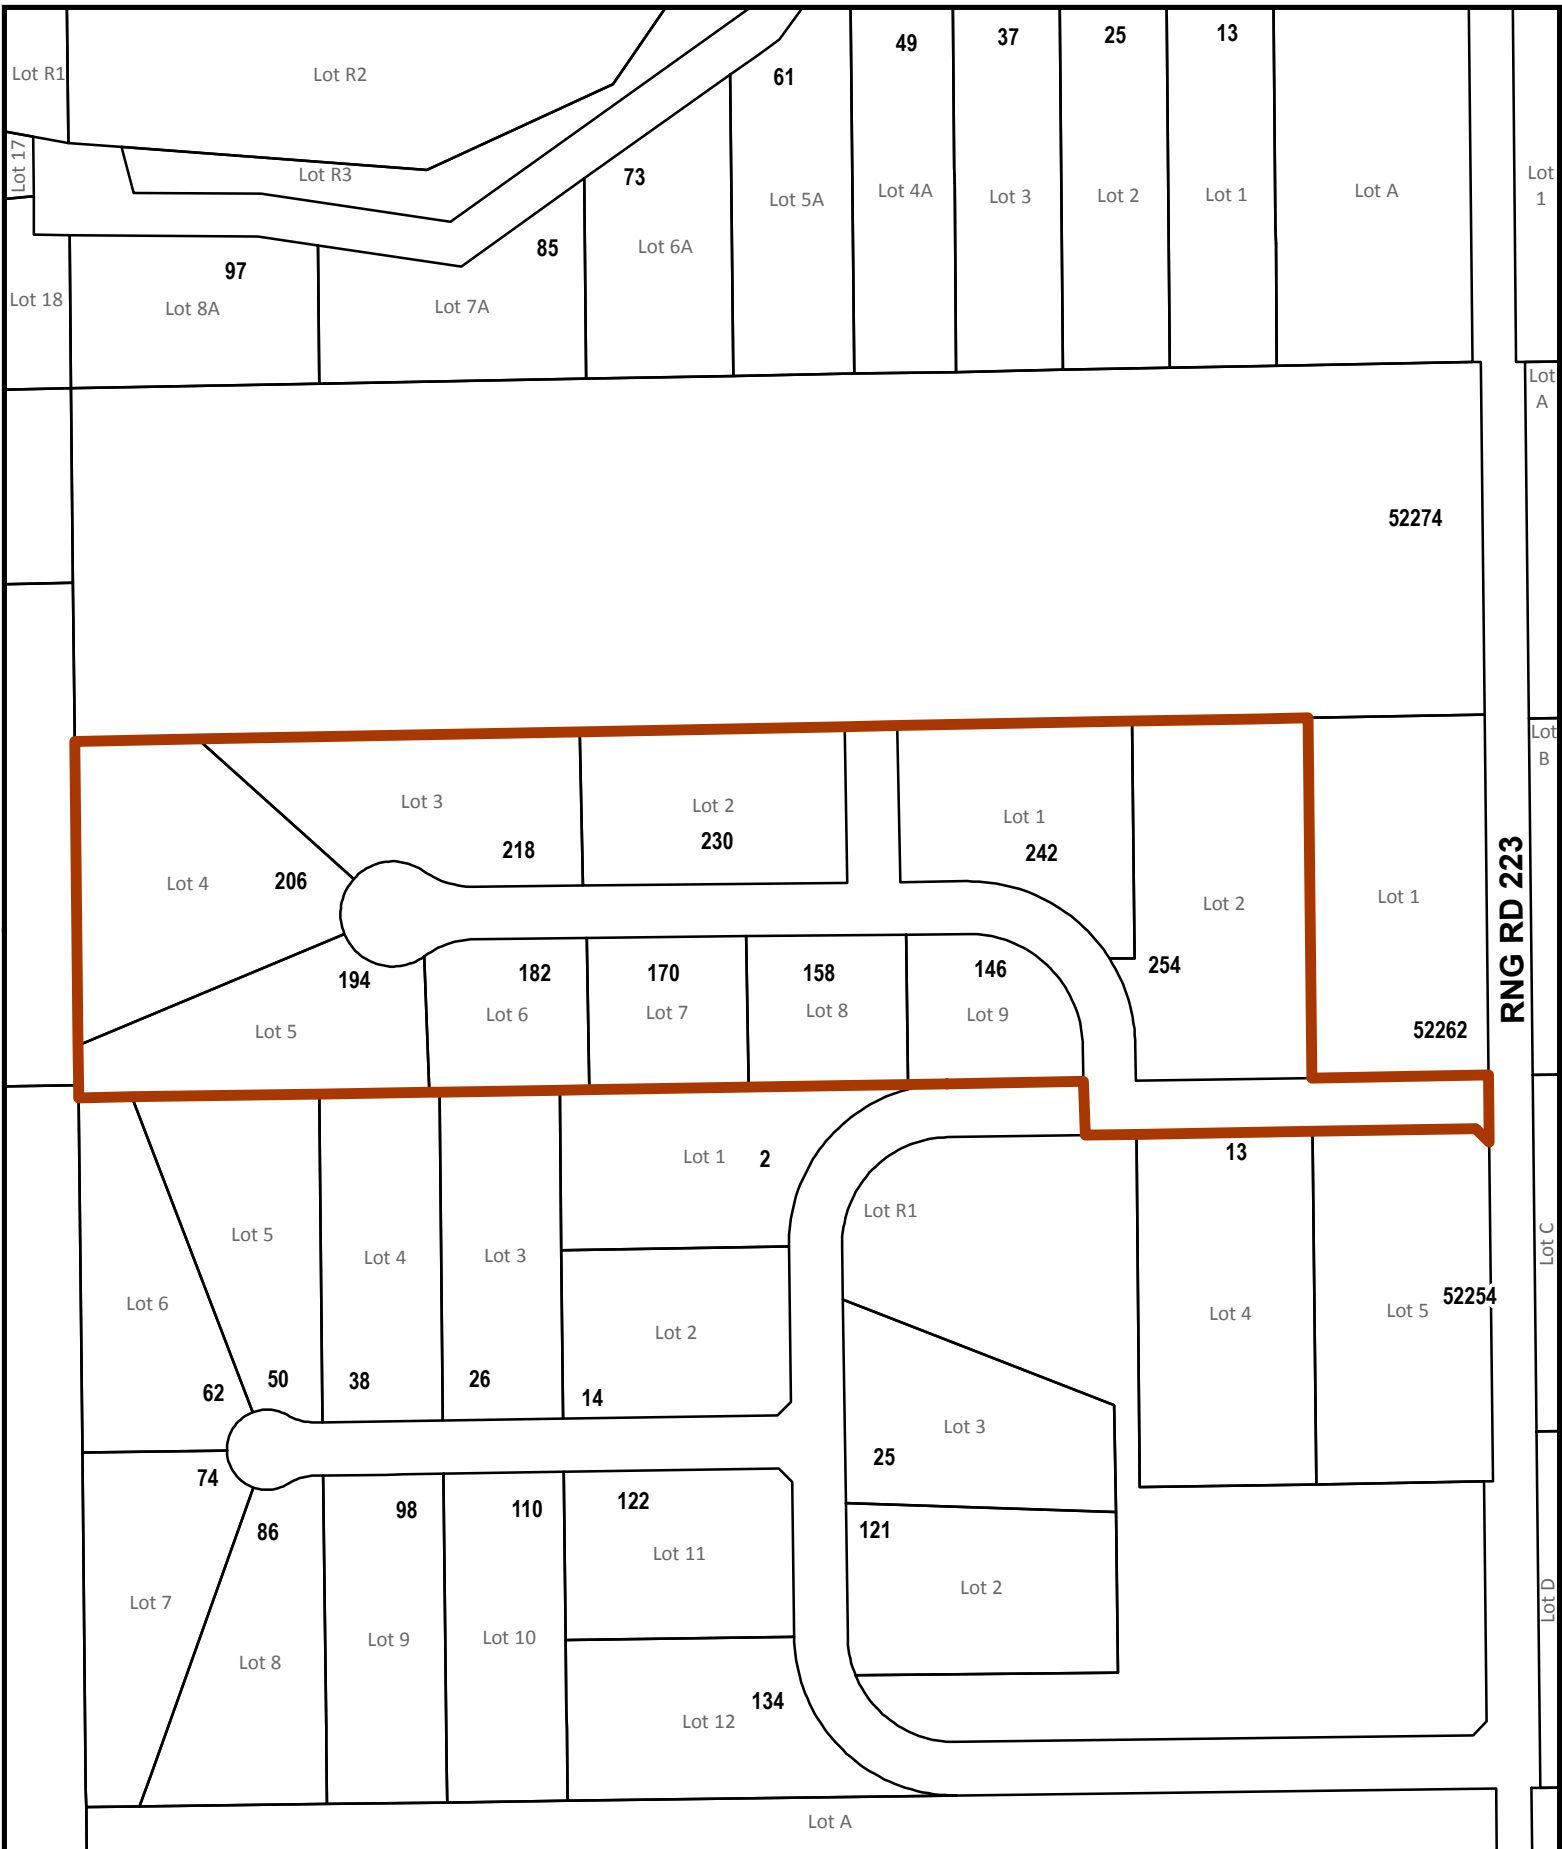 49
37
25
13
Lot R1
Lot R2
61
Lot 17
Lot R3
73
Lot 5A
Lot 4A
Lot 3
Lot 2
Lot 1
Lot A
Lot
1
97
85
Lot 6A
Lot 18
Lot 8A
Lot 7A
Lot
A
52274
Lot
B
Lot 3
218
Lot 2
230
Lot 1
242
Lot 4
206
Lot 2
254
Lot 1
52262
RNG RD 223
194
Lot 5
182
Lot 6
170
Lot 7
158
Lot 8
146
Lot 9
Lot 1
2
13
Lot R1
Lot 5
Lot 4
Lot 3
Lot C
Lot 6
Lot 2
Lot 4
Lot 5
52254
62
50
38
26
14
Lot 3
25
74
86
98
110
122
121
Lot 11
Lot 2
Lot D
Lot 7
Lot 8
Lot 9
Lot 10
134
Lot 12
Lot A